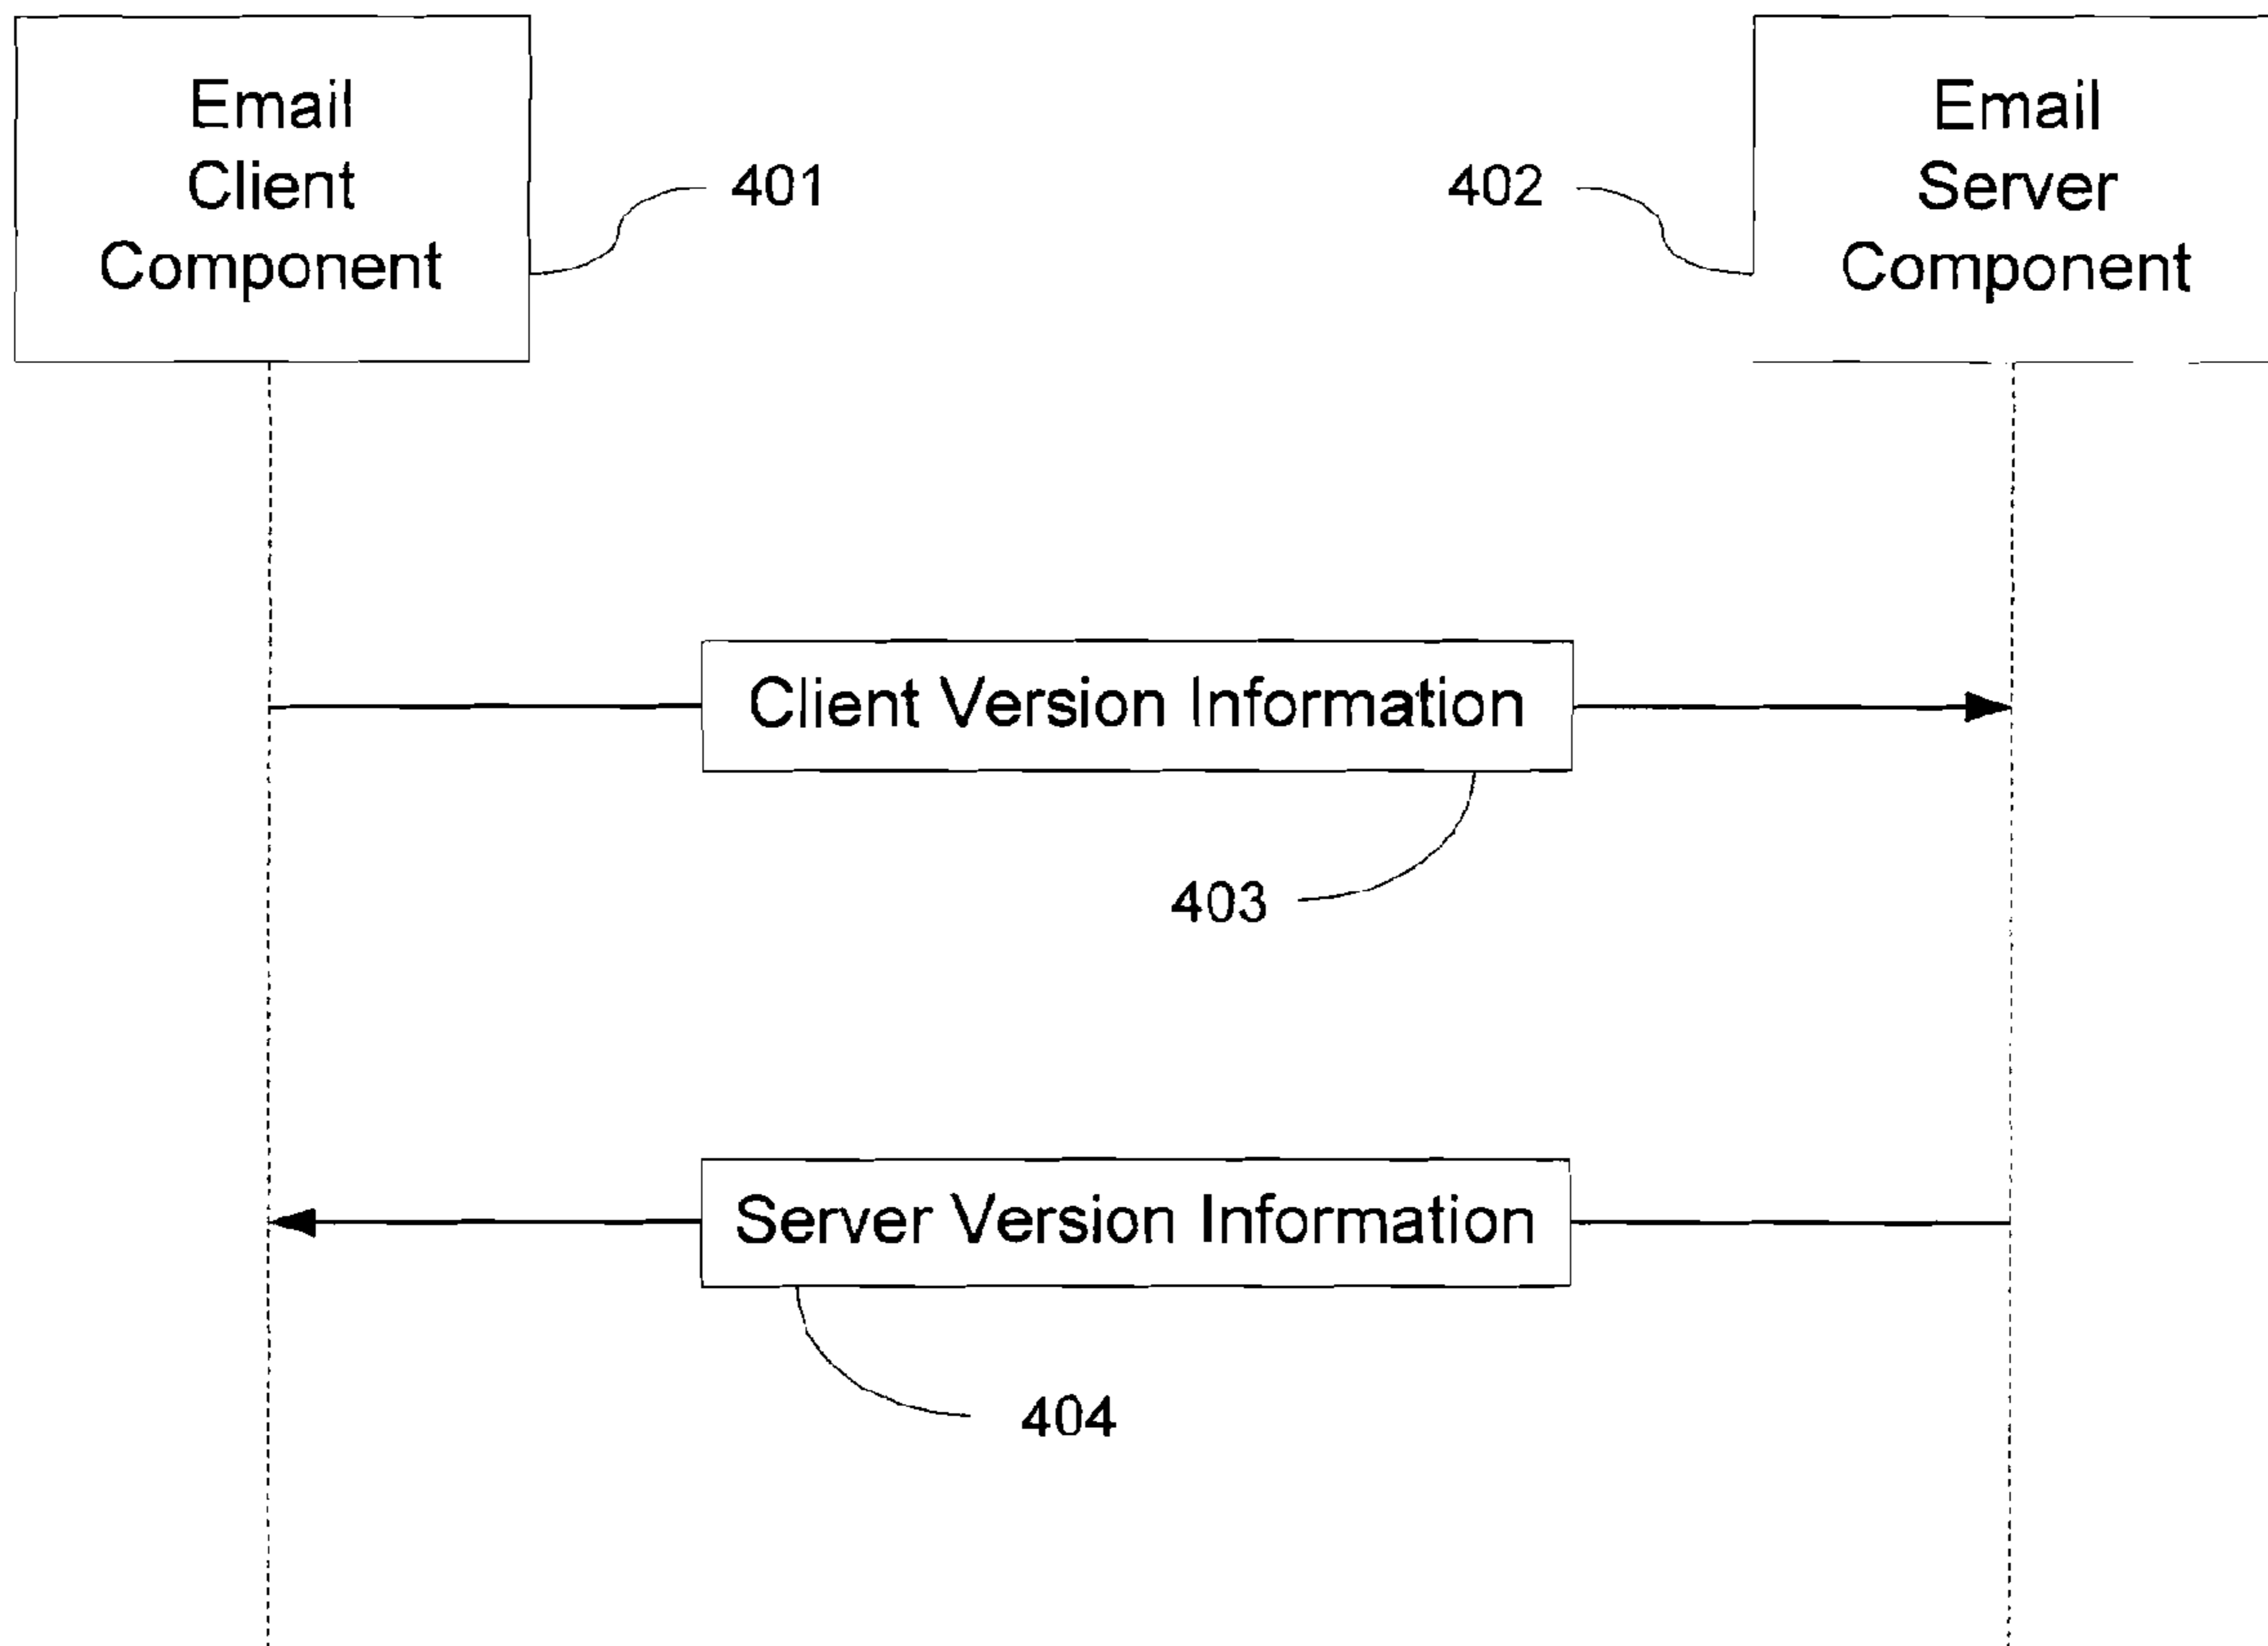 Email
Client
Component
401
402
Email
Server
Component
Client Version Information
403
Server Version Information
404